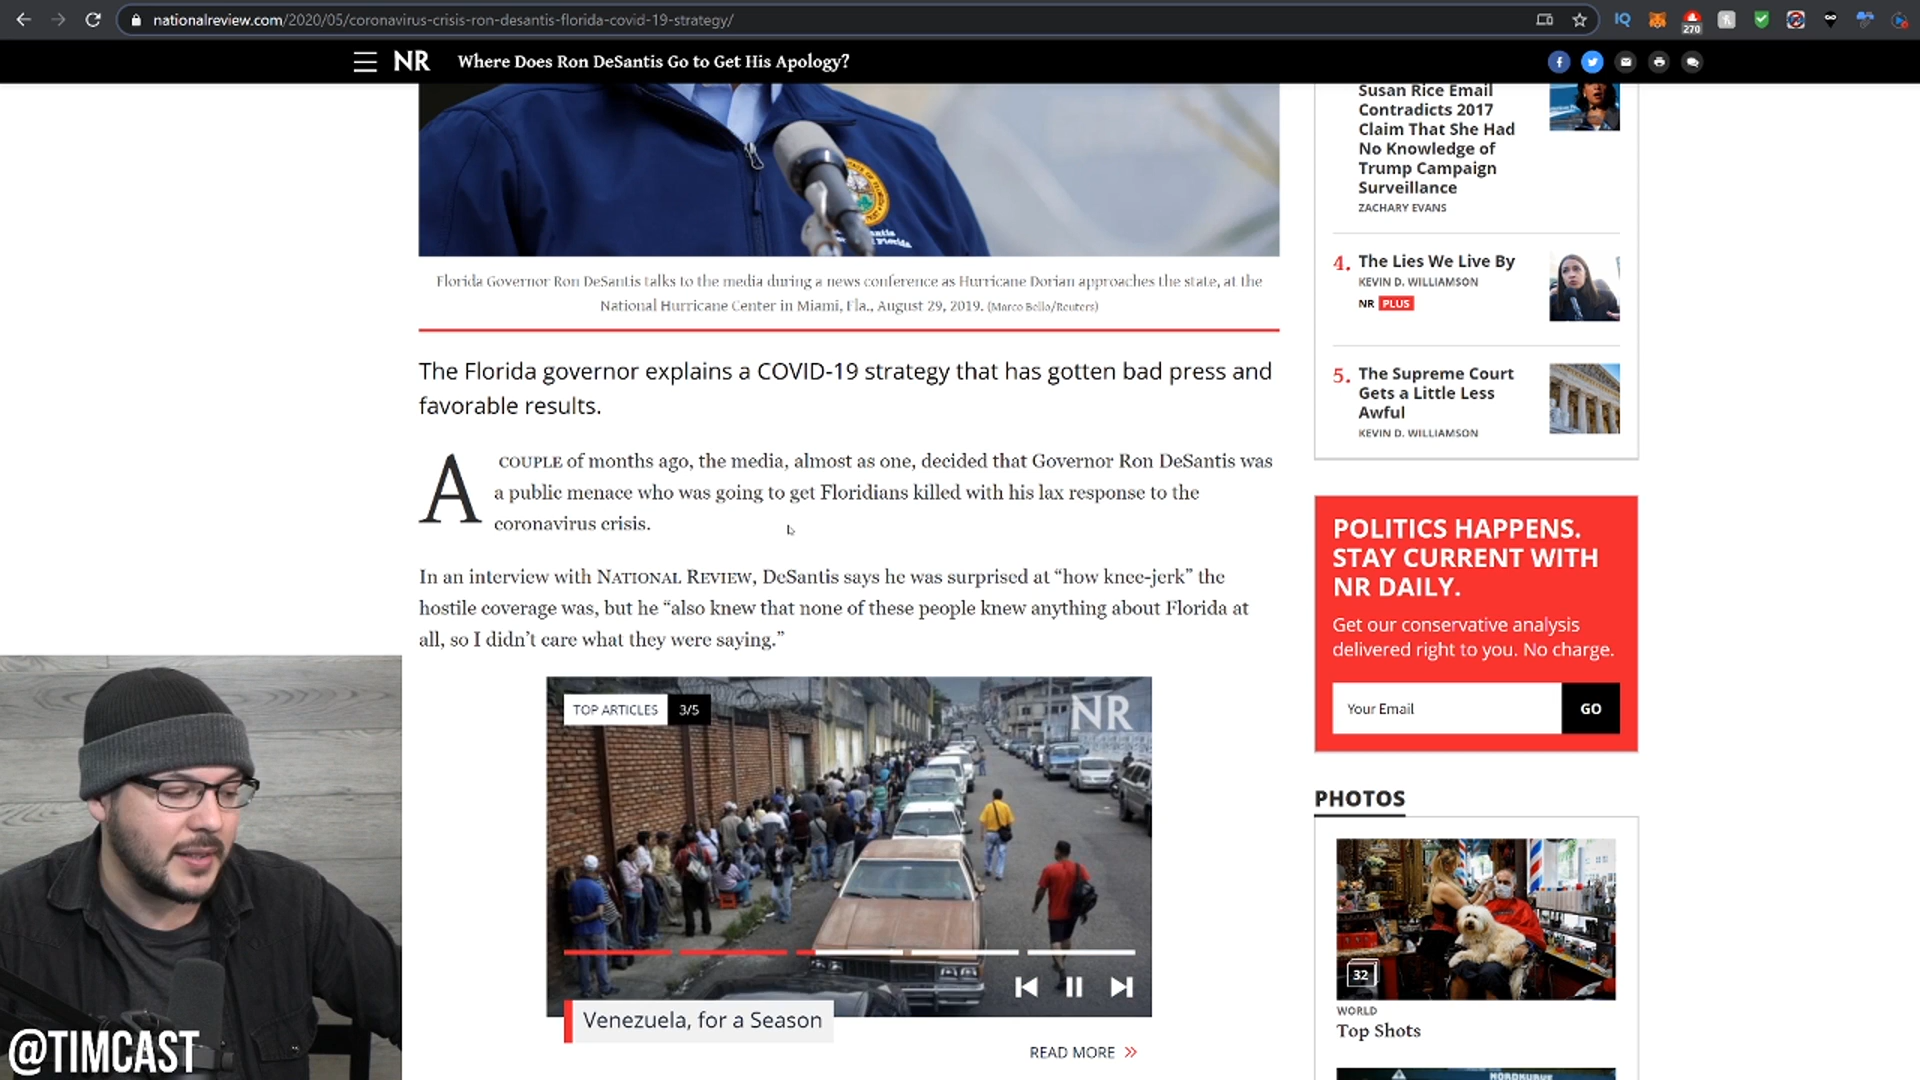 nationalreview.com/2020/05/coronavirus-crisis-ron-desantis-florida-covid-19-strategy/
IQ
270
NR
Where Does Ron DeSantis Go to Get His Apology?
Florida Governor Ron DeSantis talks to the media during a news conference as Hurricane Dorian approaches the state, at the
National Hurricane Center in Miami, Fla., August 29, 2019. (Marco Bello/Reuters)
The Florida governor explains a COVID-19 strategy that has gotten bad press and
favorable results.
A COUPLE of months ago, the media, almost as one, decided that Governor Ron DeSantis was
a public menace who was going to get Floridians killed with his lax response to the
coronavirus crisis.
In an interview with NATIONAL REVIEW, DeSantis says he was surprised at “how knee-jerk” the
hostile coverage was, but he “also knew that none of these people knew anything about Florida at
all, so I didn’t care what they were saying.”
TOP ARTICLES 3/5
NR
Venezuela, for a Season
READ MORE
Susan Rice Email
Contradicts 2017
Claim That She Had
No Knowledge of
Trump Campaign
Surveillance
ZACHARY EVANS
4. The Lies We Live By
KEVIN D. WILLIAMSON
NR PLUS
5. The Supreme Court
Gets a Little Less
Awful
KEVIN D. WILLIAMSON
POLITICS HAPPENS.
STAY CURRENT WITH
NR DAILY.
Get our conservative analysis
delivered right to you. No charge.
Your Email
GO
PHOTOS
32
WORLD
Top Shots
@TIMCAST